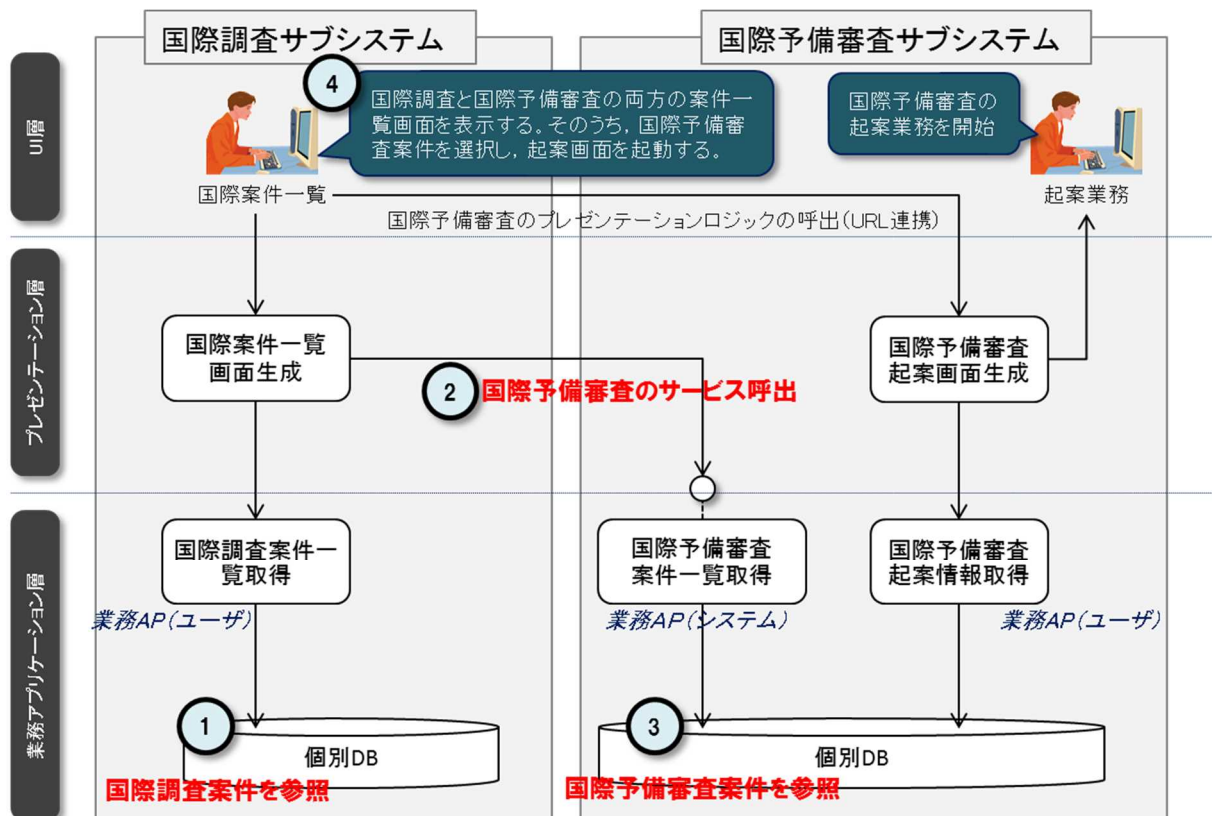 国際調査サブシステム
国際予備審査サブシステム
UI層
4
国際調査と国際予備審査の両方の案件一
覧画面を表示する。そのうち，国際予備審
査案件を選択し，起案画面を起動する。
国際予備審査の
起案業務を開始
国際案件一覧
起案業務
国際予備審査のプレゼンテーションロジックの呼出(URL連携)
プレゼンテーション層
国際案件一覧
画面生成
国際予備審査
起案画面生成
2
国際予備審査のサービス呼出
業務アプリケーション層
国際調査案件一
覧取得
国際予備審査
案件一覧取得
国際予備審査
起案情報取得
業務AP(ユーザ)
業務AP(システム)
業務AP(ユーザ)
1
個別DB
国際調査案件を参照
3
個別DB
国際予備審査案件を参照